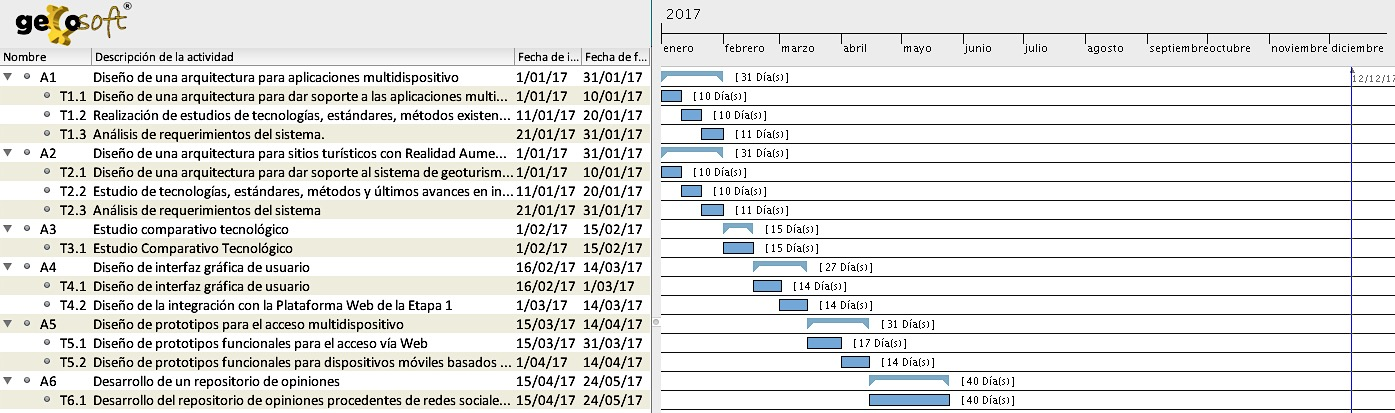 geosoft®
2017
Nombre Descripción de la actividad Fecha de i... Fecha de f... enero febrero marzo abril mayo junio julio agosto septiembre octubre noviembre diciembre
12/12/17
A1 Diseño de una arquitectura para aplicaciones multidispositivo 1/01/17 31/01/17 [31 Día(s)]
T1.1 Diseño de una arquitectura para dar soporte a las aplicaciones multi... 1/01/17 10/01/17 [10 Día(s)]
T1.2 Realización de estudios de tecnologías, estándares, métodos existen... 11/01/17 20/01/17 [10 Día(s)]
T1.3 Análisis de requerimientos del sistema. 21/01/17 31/01/17 [11 Día(s)]
A2 Diseño de una arquitectura para sitios turísticos con Realidad Aume... 1/01/17 31/01/17 [31 Día(s)]
T2.1 Diseño de una arquitectura para dar soporte al sistema de geoturism... 1/01/17 10/01/17 [10 Día(s)]
T2.2 Estudio de tecnologías, estándares, métodos y últimos avances en in... 11/01/17 20/01/17 [10 Día(s)]
T2.3 Análisis de requerimientos del sistema 21/01/17 31/01/17 [11 Día(s)]
A3 Estudio comparativo tecnológico 1/02/17 15/02/17 [15 Día(s)]
T3.1 Estudio Comparativo Tecnológico 1/02/17 15/02/17 [15 Día(s)]
A4 Diseño de interfaz gráfica de usuario 16/02/17 14/03/17 [27 Día(s)]
T4.1 Diseño de interfaz gráfica de usuario 16/02/17 1/03/17 [14 Día(s)]
T4.2 Diseño de la integración con la Plataforma Web de la Etapa 1 1/03/17 14/03/17 [14 Día(s)]
A5 Diseño de prototipos para el acceso multidispositivo 15/03/17 14/04/17 [31 Día(s)]
T5.1 Diseño de prototipos funcionales para el acceso vía Web 15/03/17 31/03/17 [17 Día(s)]
T5.2 Diseño de prototipos funcionales para dispositivos móviles basados ... 1/04/17 14/04/17 [14 Día(s)]
A6 Desarrollo de un repositorio de opiniones 15/04/17 24/05/17 [40 Día(s)]
T6.1 Desarrollo del repositorio de opiniones procedentes de redes sociale... 15/04/17 24/05/17 [40 Día(s)]